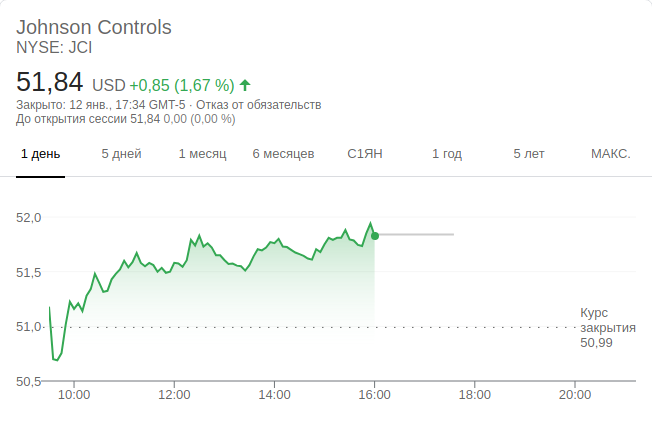 Johnson Controls
NYSE: JCI
51,84 USD +0,85 (1,67 %)
Закрыто: 12 янв., 17:34 GMT-5 · Отказ от обязательств
До открытия сессии 51,84 0,00 (0,00 %)
1 день 5 дней 1 месяц 6 месяцев С1ЯН 1 год 5 лет МАКС.
52,0
51,5
51,0
50,5
Курс
закрытия
50,99
10:00 12:00 14:00 16:00 18:00 20:00